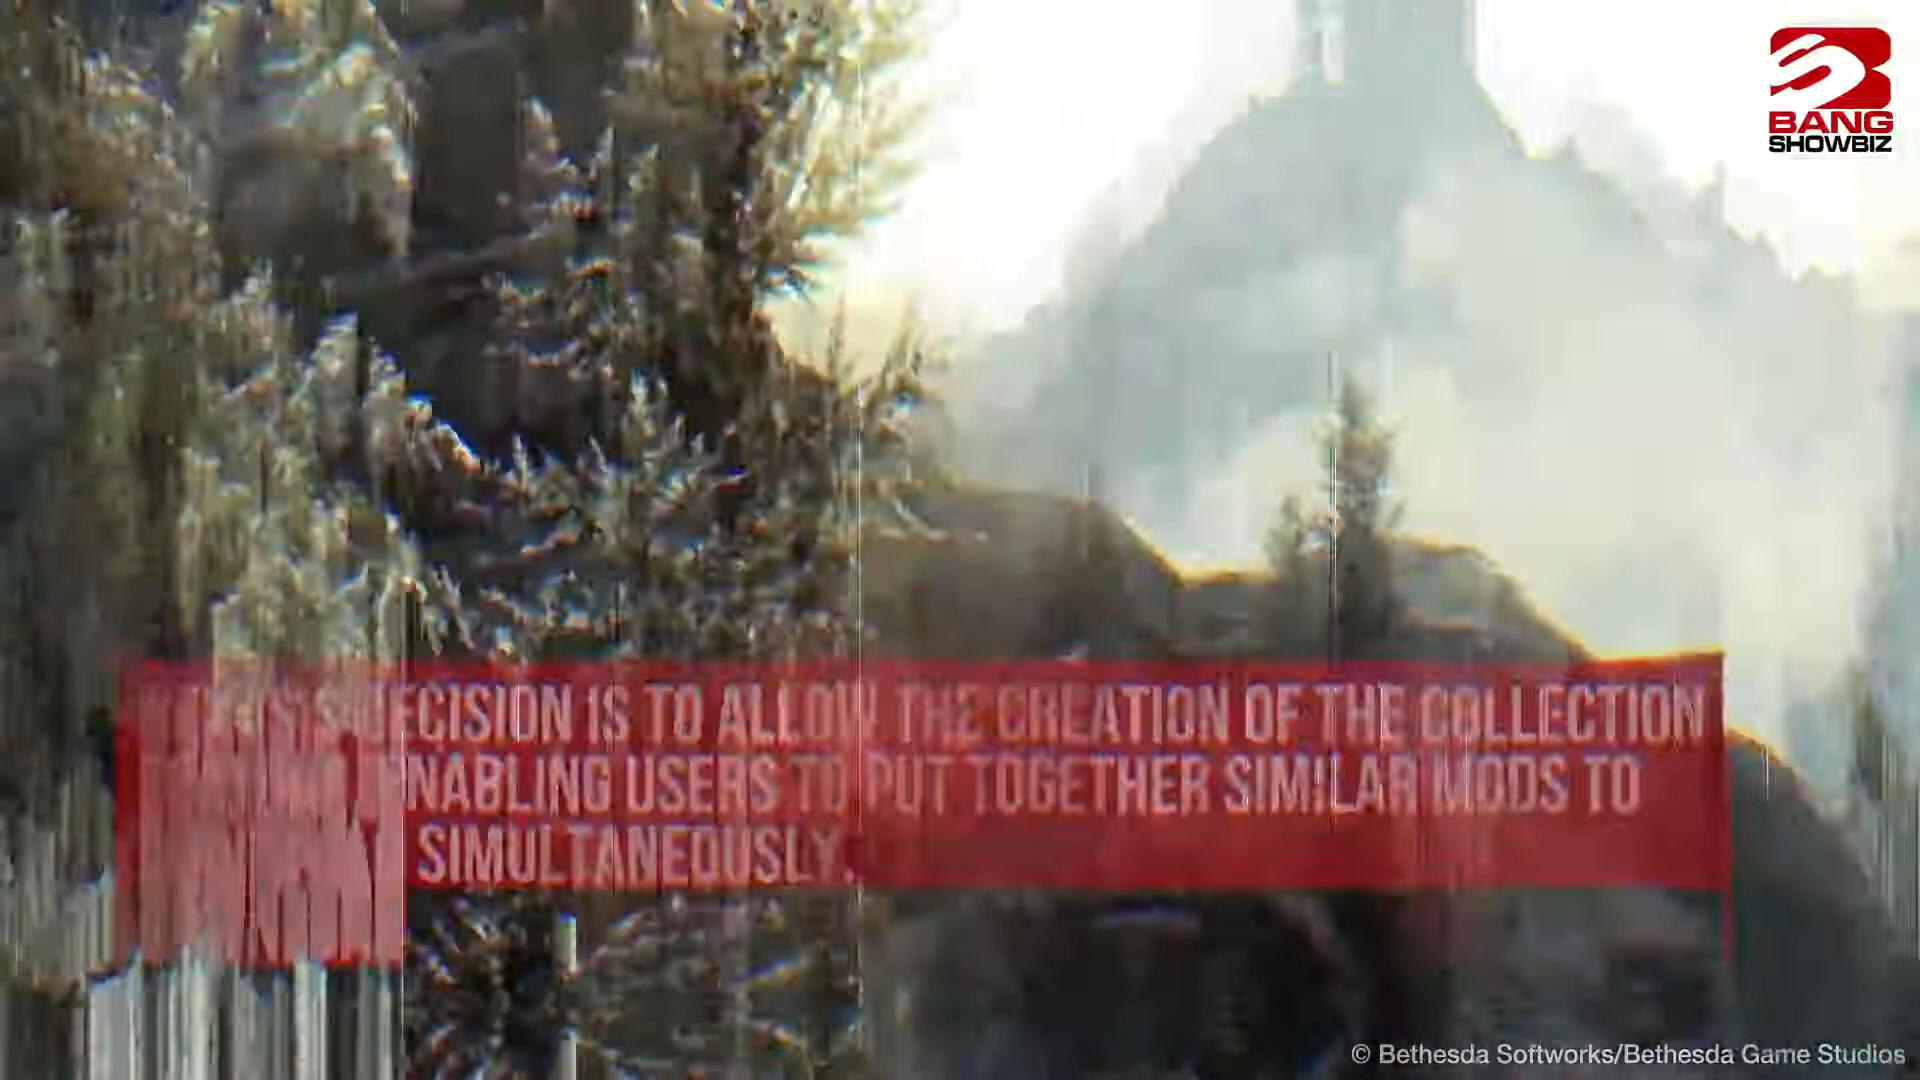 BANG
SHOWBIZ
DECISION IS TO ALLOW THE CREATION OF THE COLLECTION
ENABLING USERS TO PUT TOGETHER SIMILAR MODS TO
SIMULTANEOUSLY.
© Bethesda Softworks/Bethesda Game Studios